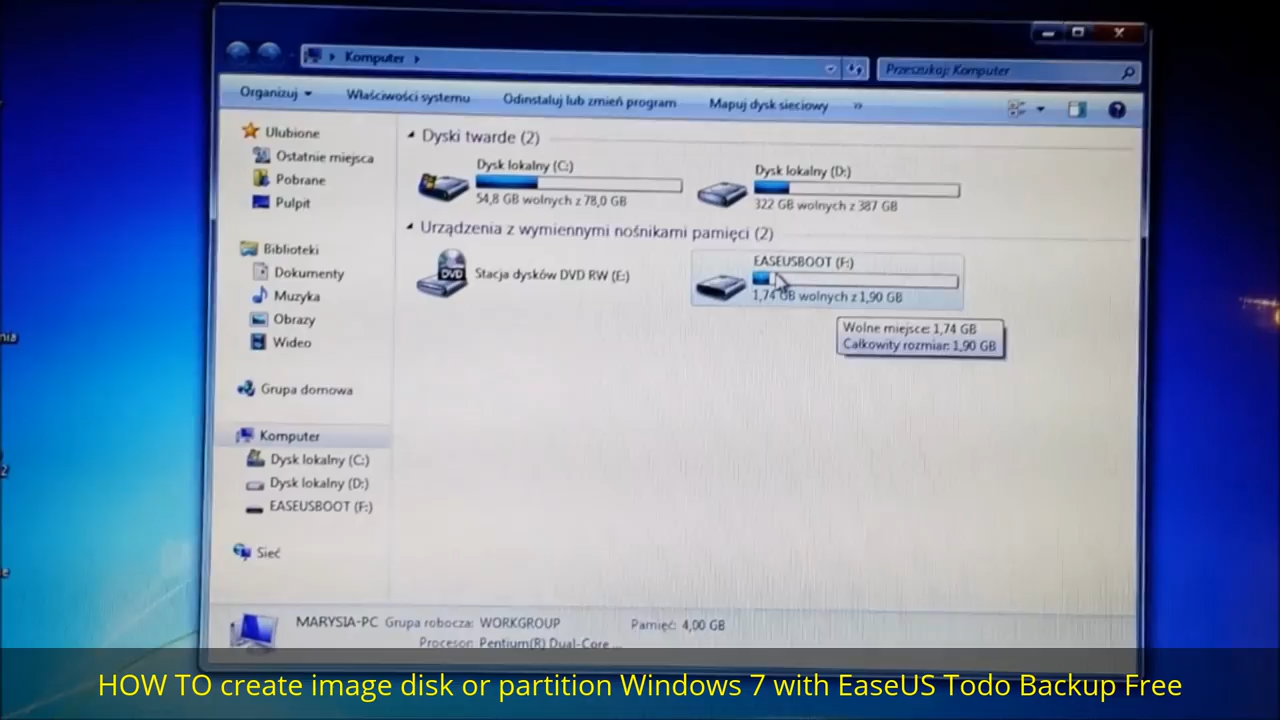 Komputer
Przeszukaj: Komputer
Organizuj
Właściwości systemu
Odinstaluj lub zmień program
Mapuj dysk sieciowy
»
Ulubione
Ostatnie miejsca
Pobrane
Pulpit
Biblioteki
Dokumenty
Muzyka
Obrazy
Wideo
Grupa domowa
Komputer
Dysk lokalny (C:)
Dysk lokalny (D:)
EASEUSBOOT (F:)
Sieć
Dyski twarde (2)
Dysk lokalny (C:)
54,8 GB wolnych z 78,0 GB
Dysk lokalny (D:)
322 GB wolnych z 387 GB
Urządzenia z wymiennymi nośnikami pamięci (2)
DVD
Stacja dysków DVD RW (E:)
EASEUSBOOT (F:)
1,74 GB wolnych z 1,90 GB
Wolne miejsce: 1,74 GB
Całkowity rozmiar: 1,90 GB
MARYSIA-PC Grupa robocza: WORKGROUP Pamięć: 4,00 GB
Procesor: Pentium(R) Dual-Core ...
HOW TO create image disk or partition Windows 7 with EaseUS Todo Backup Free